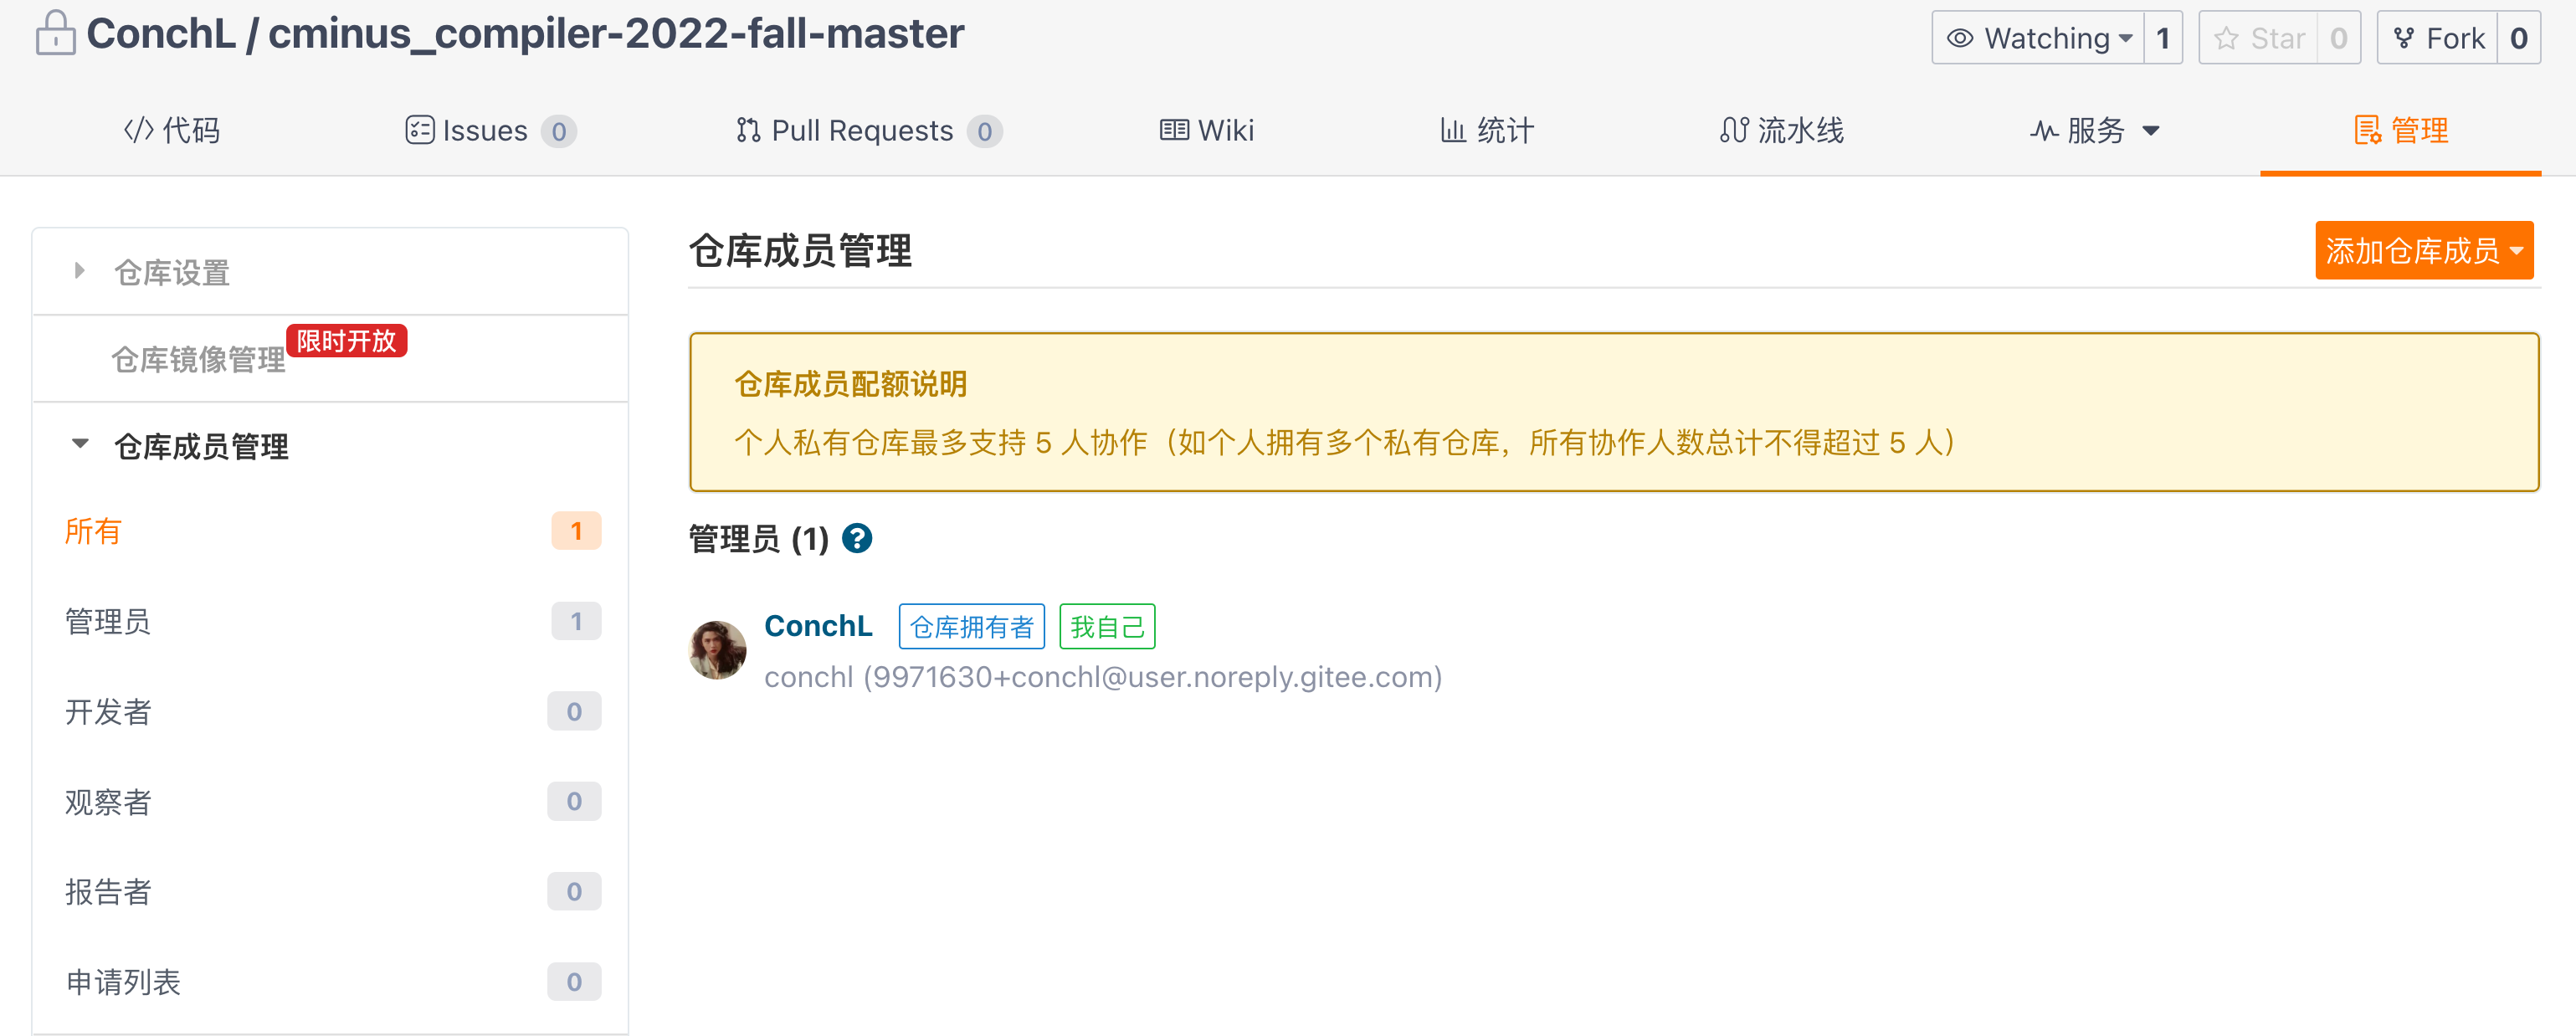 ConchL / cminus_compiler-2022-fall-master
Watching 1
Star 0
Fork 0
代码
Issues 0
Pull Requests 0
Wiki
统计
流水线
服务
管理
仓库设置
仓库镜像管理 限时开放
仓库成员管理
所有 1
管理员 1
开发者 0
观察者 0
报告者 0
申请列表 0
仓库成员管理
添加仓库成员
仓库成员配额说明
个人私有仓库最多支持 5 人协作（如个人拥有多个私有仓库，所有协作人数总计不得超过 5 人）
管理员 (1) ?
ConchL 仓库拥有者 我自己
conchl (9971630+conchl@user.noreply.gitee.com)